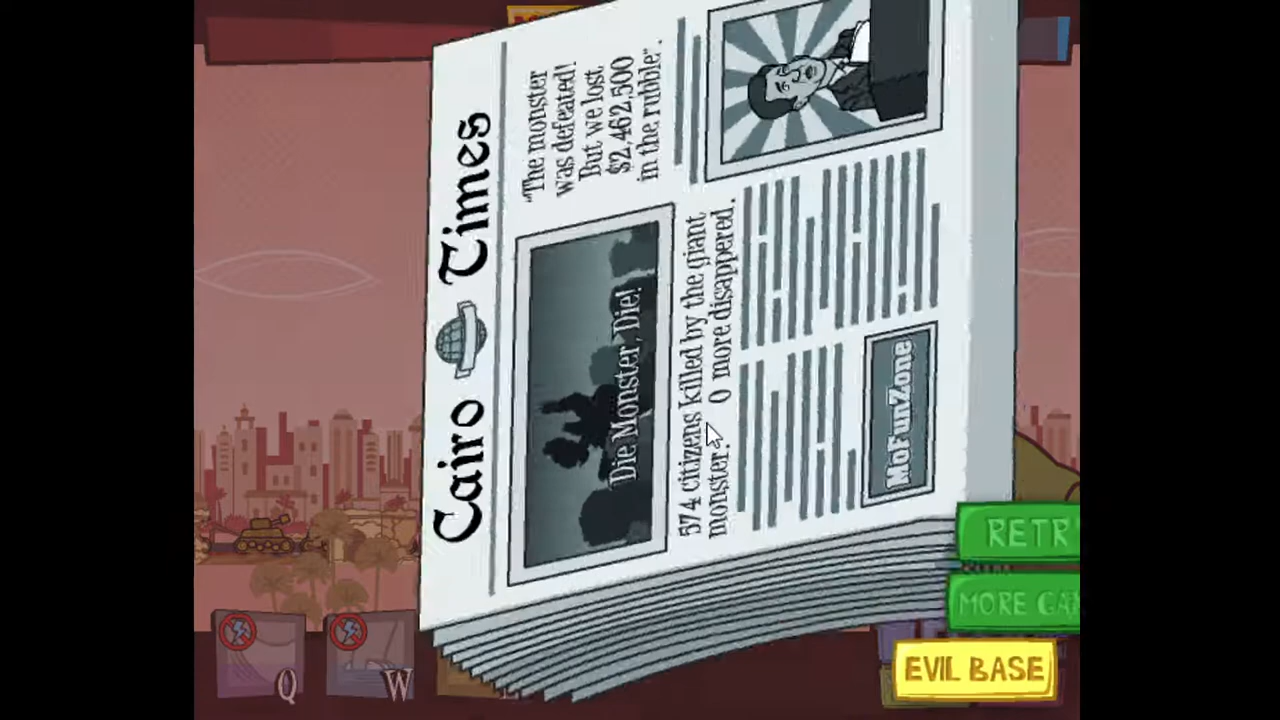 Cairo Times
"The monster
was defeated!
But we lost
$2,462,500
in the rubble".
Die Monster, Die!
574 citizens killed by the giant
monster. 0 more disappeared.
MoFunZone
RETR
MORE GA
EVIL BASE
Q
W